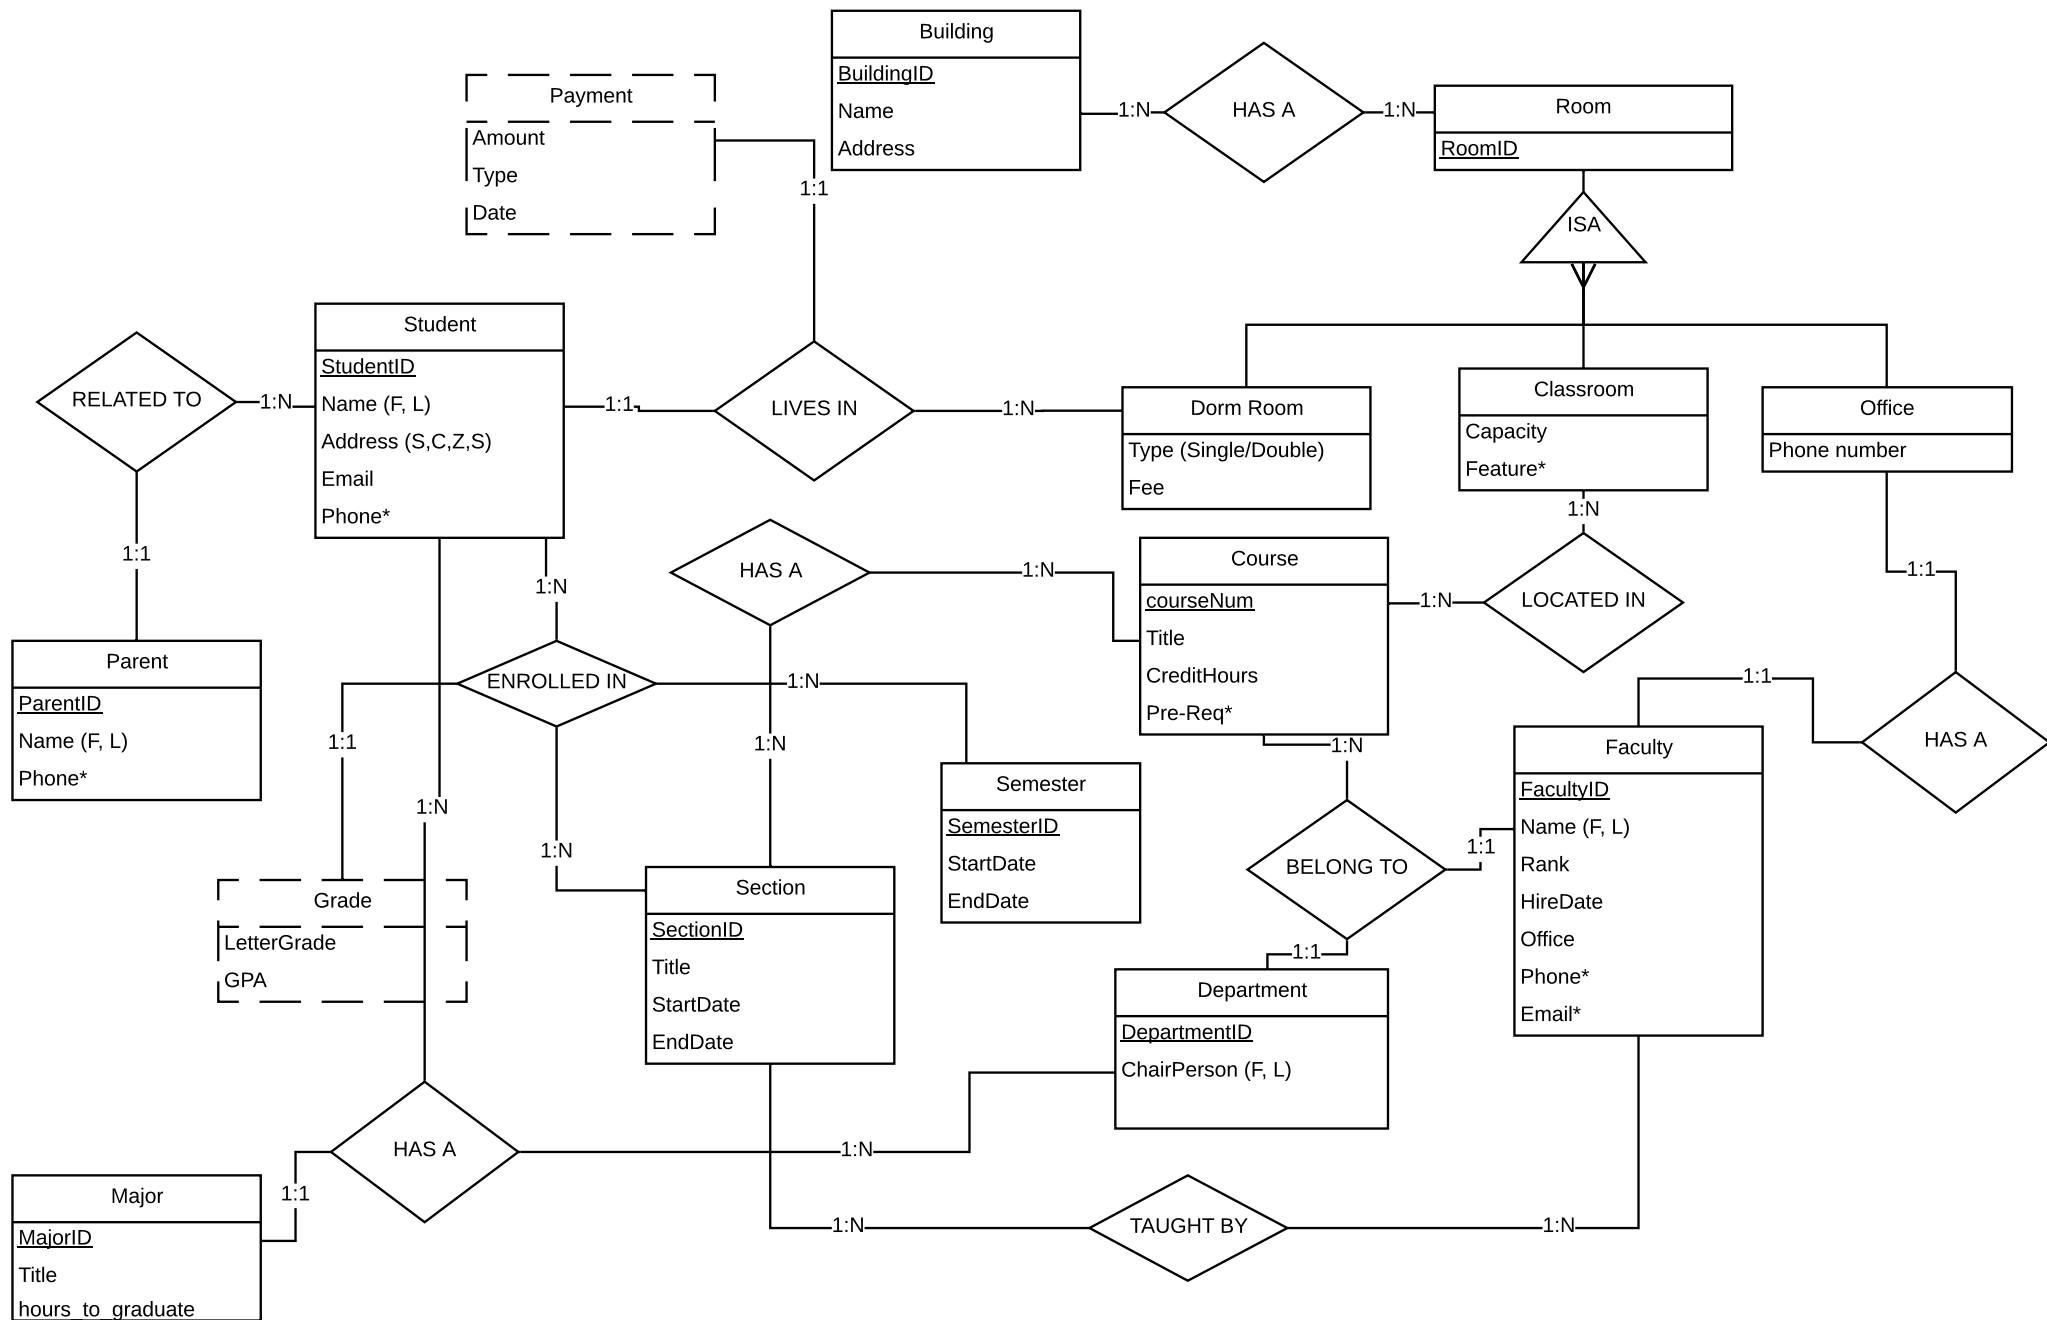 Building
BuildingID
Name
Address
1:N
HAS A
1:N
Room
RoomID
ISA
Payment
Amount
Type
Date
1:1
Student
StudentID
Name (F, L)
Address (S,C,Z,S)
Email
Phone*
RELATED TO
1:N
1:1
1:1
LIVES IN
1:N
Dorm Room
Type (Single/Double)
Fee
Classroom
Capacity
Feature*
Office
Phone number
1:N
1:N
HAS A
1:N
Course
courseNum
Title
CreditHours
Pre-Req*
1:N
LOCATED IN
1:1
Parent
ParentID
Name (F, L)
Phone*
ENROLLED IN
1:N
1:1
1:N
1:N
1:N
1:N
Semester
SemesterID
StartDate
EndDate
1:N
1:1
HAS A
Faculty
FacultyID
Name (F, L)
Rank
HireDate
Office
Phone*
Email*
BELONG TO
1:1
1:1
Grade
LetterGrade
GPA
Section
SectionID
Title
StartDate
EndDate
Department
DepartmentID
ChairPerson (F, L)
HAS A
1:N
1:1
Major
MajorID
Title
hours_to_graduate
1:N
TAUGHT BY
1:N